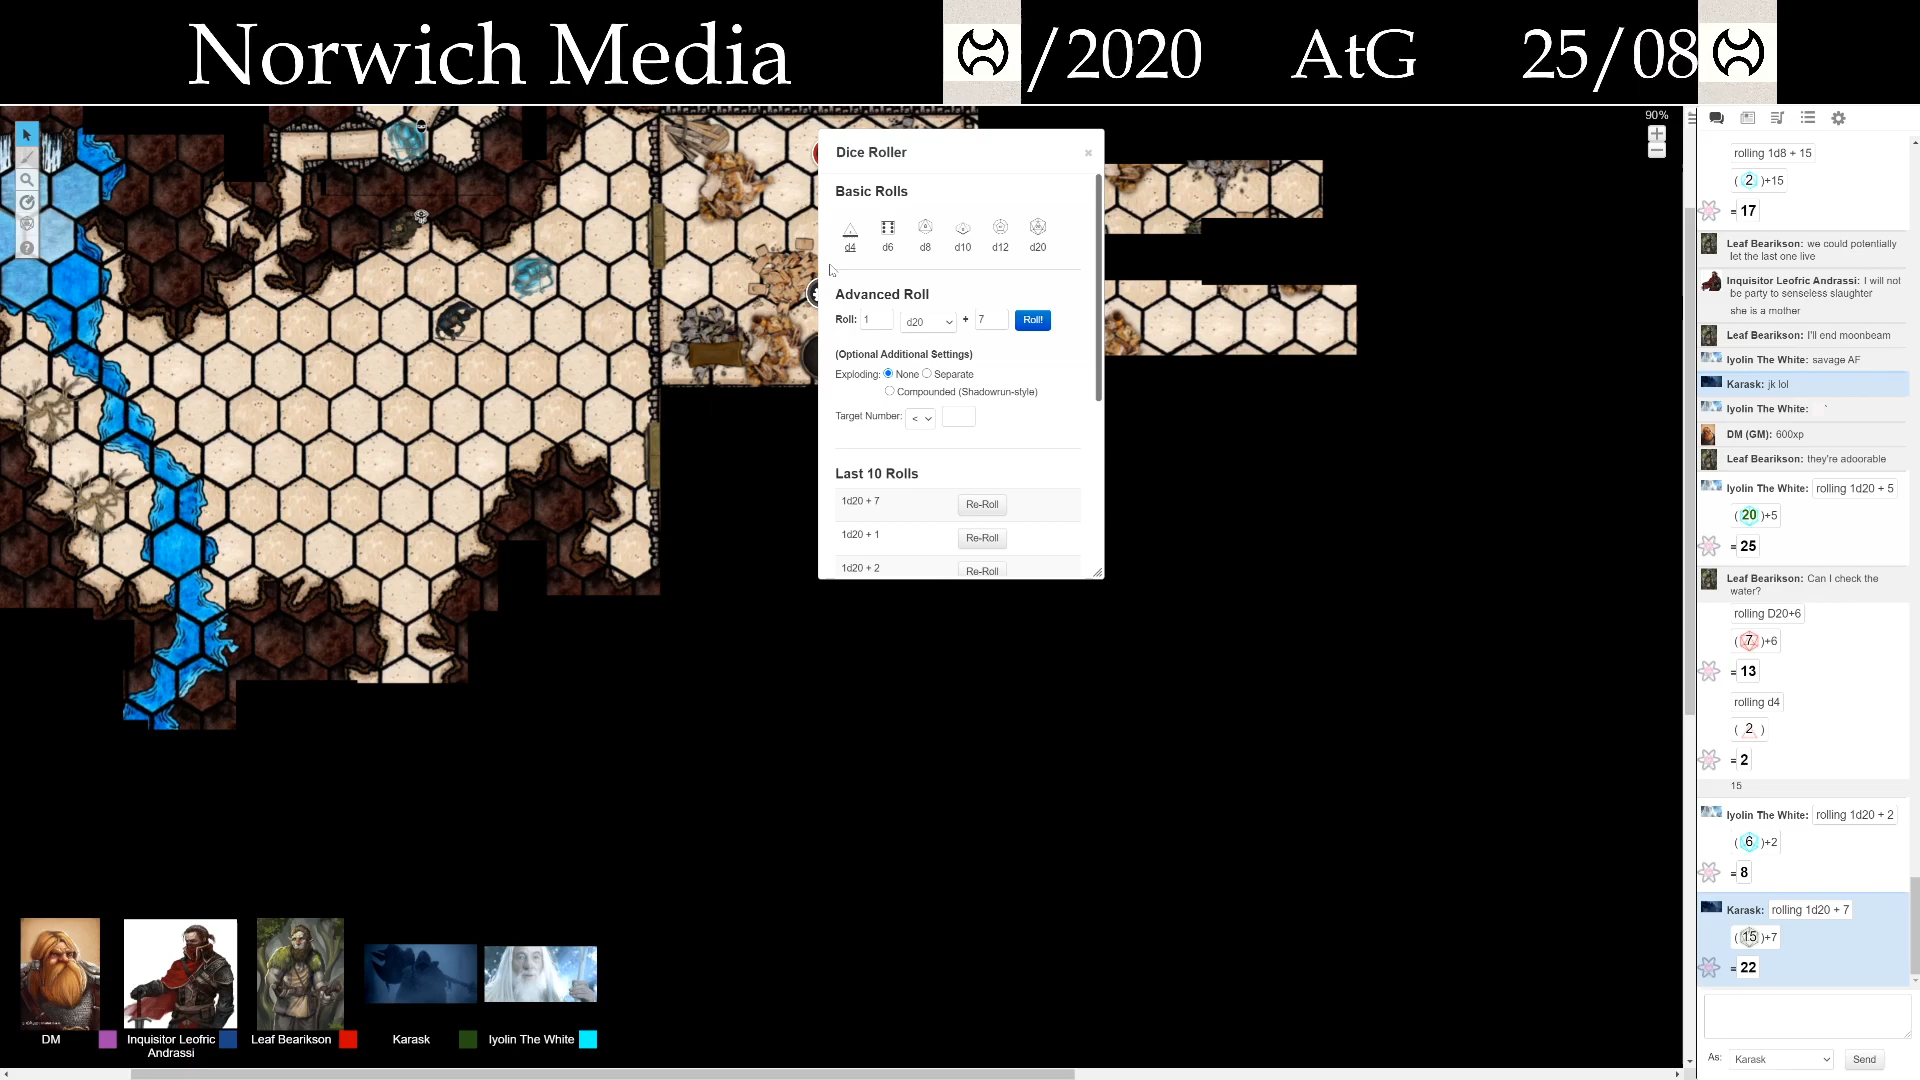 Norwich Media
/2020
AtG
25/08
90%
Dice Roller
Basic Rolls
d4
d6
d8
d10
d12
d20
Advanced Roll
Roll: 1 d20 + 7 Roll!
(Optional Additional Settings)
Exploding: None Separate
Compounded (Shadowrun-style)
Target Number: <
Last 10 Rolls
1d20 + 7 Re-Roll
1d20 + 1 Re-Roll
1d20 + 2 Re-Roll
rolling 1d8 + 15
( 2 )+15
= 17
Leaf Bearikson: we could potentially
let the last one live
Inquisitor Leofric Andrassi: I will not
be party to senseless slaughter
she is a mother
Leaf Bearikson: I'll end moonbeam
Iyolin The White: savage AF
Karask: jk lol
Iyolin The White:
DM (GM): 600xp
Leaf Bearikson: they're adoorable
Iyolin The White: rolling 1d20 + 5
( 20 )+5
= 25
Leaf Bearikson: Can I check the
water?
rolling D20+6
( 7 )+6
= 13
rolling d4
( 2 )
= 2
15
Iyolin The White: rolling 1d20 + 2
( 6 )+2
= 8
Karask: rolling 1d20 + 7
( 15 )+7
= 22
As: Karask Send
DM
Inquisitor Leofric
Andrassi
Leaf Bearikson
Karask
Iyolin The White